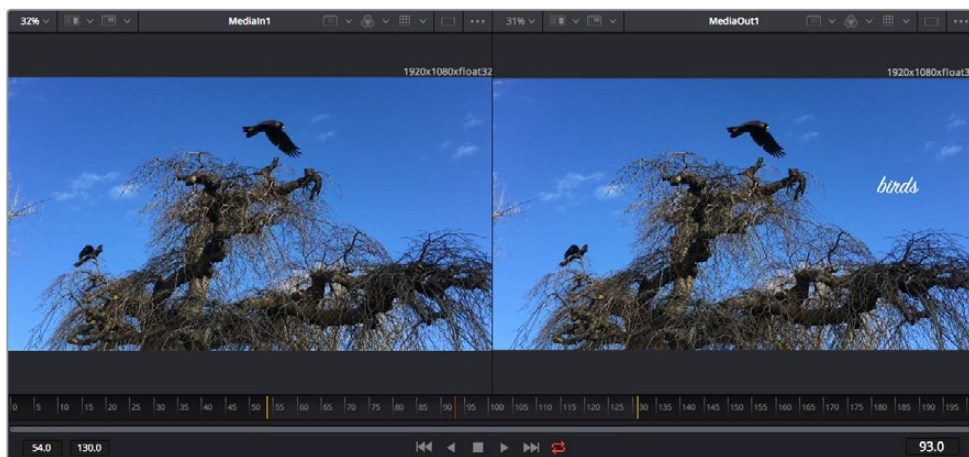 32% MediaIn1 31% MediaOut1
1920x1080xfloat32 1920x1080xfloat3
birds
0 5 10 15 20 25 30 35 40 45 50 55 60 65 70 75 80 85 90 95 100 105 110 115 120 125 130 135 140 145 150 155 160 165 170 175 180 185 190 195
54.0 130.0 93.0